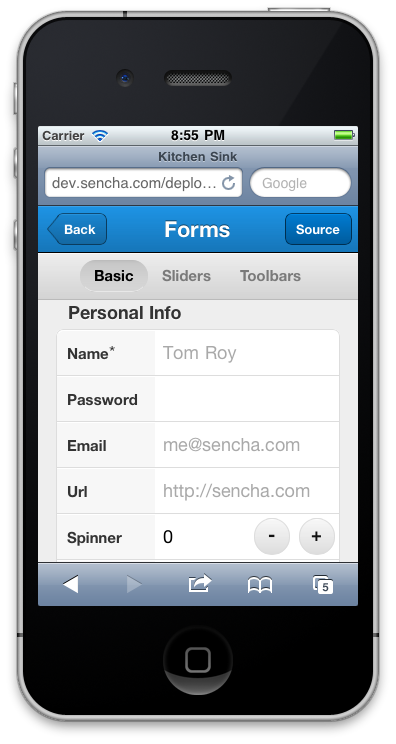 Carrier 8:55 PM
Kitchen Sink
dev.sencha.com/deplo... Google
Back Forms Source
Basic Sliders Toolbars
Personal Info
Name* Tom Roy
Password
Email me@sencha.com
Url http://sencha.com
Spinner 0 - +
5